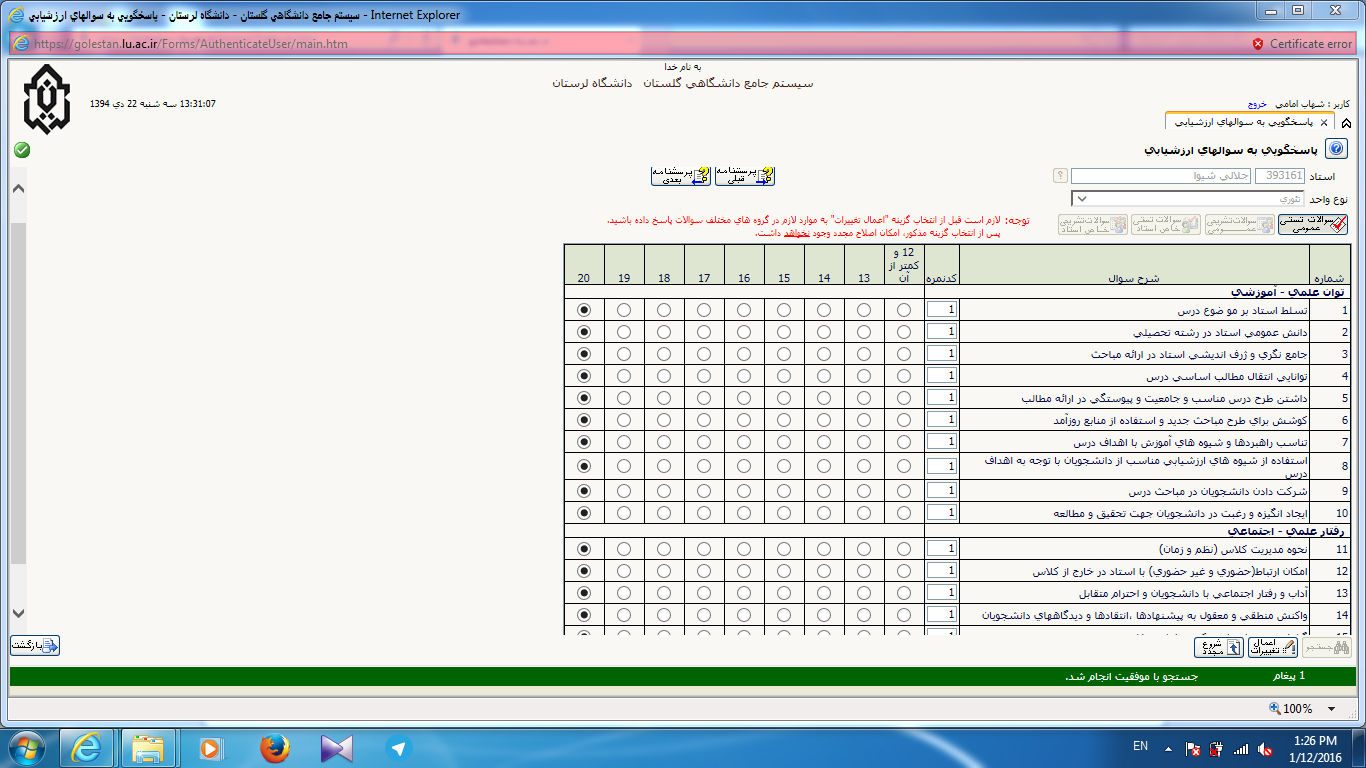 سيستم جامع دانشگاهي گلستان - دانشگاه لرستان - پاسخگويي به سوالهاي ارزشيابي - Internet Explorer
https://golestan.lu.ac.ir/Forms/AuthenticateUser/main.htm
Certificate error
به نام خدا
سيستم جامع دانشگاهي گلستان دانشگاه لرستان
13:31:07 سه شنبه 22 دي 1394
کاربر : شهاب امامي خروج
پاسخگويي به سوالهاي ارزشيابي
پاسخگويي به سوالهاي ارزشيابي
استاد 393161 جلالي شيوا ؟
پرسشنامه قبلي
پرسشنامه بعدي
نوع واحد تئوري
سوالات تستي عمومي
سوالات تشريحي عمومي
سوالات تستي خاص استاد
سوالات تشريحي خاص استاد
توجه: لازم است قبل از انتخاب گزينه "اعمال تغييرات" به موارد لازم در گروه هاي مختلف سوالات پاسخ داده باشيد.
پس از انتخاب گزينه مذکور، امکان اصلاح مجدد وجود نخواهد داشت.
شماره شرح سوال کدنمره 12 و کمتر از آن 13 14 15 16 17 18 19 20
توان علمي - آموزشي
1 تسلط استاد بر مو ضوع درس 1
2 دانش عمومي استاد در رشته تحصيلي 1
3 جامع نگري و ژرف انديشي استاد در ارائه مباحث 1
4 توانايي انتقال مطالب اساسي درس 1
5 داشتن طرح درس مناسب و جامعيت و پيوستگي در ارائه مطالب 1
6 کوشش براي طرح مباحث جديد و استفاده از منابع روزآمد 1
7 تناسب راهبردها و شيوه هاي آموزش با اهداف درس 1
8 استفاده از شيوه هاي ارزشيابي مناسب از دانشجويان با توجه به اهداف درس 1
9 شرکت دادن دانشجويان در مباحث درس 1
10 ايجاد انگيزه و رغبت در دانشجويان جهت تحقيق و مطالعه 1
رفتار علمي - اجتماعي
11 نحوه مديريت کلاس (نظم و زمان) 1
12 امکان ارتباط(حضوري و غير حضوري) با استاد در خارج از کلاس 1
13 آداب و رفتار اجتماعي با دانشجويان و احترام متقابل 1
14 واکنش منطقي و معقول به پيشنهادها ،انتقادها و ديدگاههاي دانشجويان 1
جستجو
اعمال تغييرات
شروع مجدد
بازگشت
1 پيغام جستجو با موفقيت انجام شد.
100%
EN
1:26 PM
1/12/2016